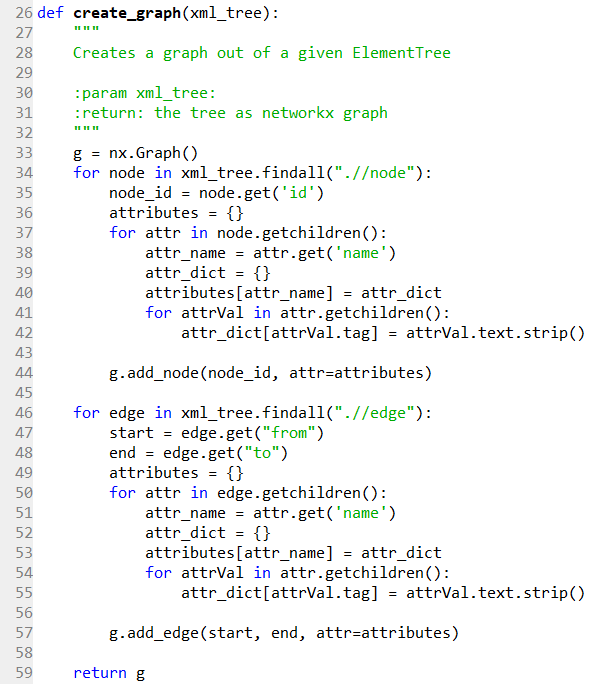 26 def create_graph(xml_tree):
27     """
28     Creates a graph out of a given ElementTree
29
30     :param xml_tree:
31     :return: the tree as networkx graph
32     """
33     g = nx.Graph()
34     for node in xml_tree.findall(".//node"):
35         node_id = node.get('id')
36         attributes = {}
37         for attr in node.getchildren():
38             attr_name = attr.get('name')
39             attr_dict = {}
40             attributes[attr_name] = attr_dict
41             for attrVal in attr.getchildren():
42                 attr_dict[attrVal.tag] = attrVal.text.strip()
43
44         g.add_node(node_id, attr=attributes)
45
46     for edge in xml_tree.findall(".//edge"):
47         start = edge.get("from")
48         end = edge.get("to")
49         attributes = {}
50         for attr in edge.getchildren():
51             attr_name = attr.get('name')
52             attr_dict = {}
53             attributes[attr_name] = attr_dict
54             for attrVal in attr.getchildren():
55                 attr_dict[attrVal.tag] = attrVal.text.strip()
56
57         g.add_edge(start, end, attr=attributes)
58
59     return g